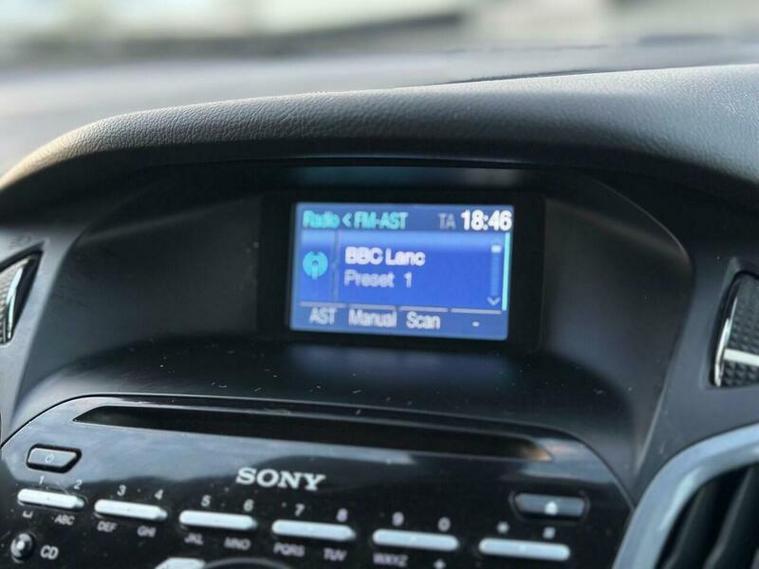 Radio < FM-AST TA 18:46
BBC Lanc
Preset 1
AST Manual Scan -
SONY
1 2 3 4 5 6 7 8 9 0 * #
ABC DEF GHI JKL MNO PQRS TUV WXYZ +
CD